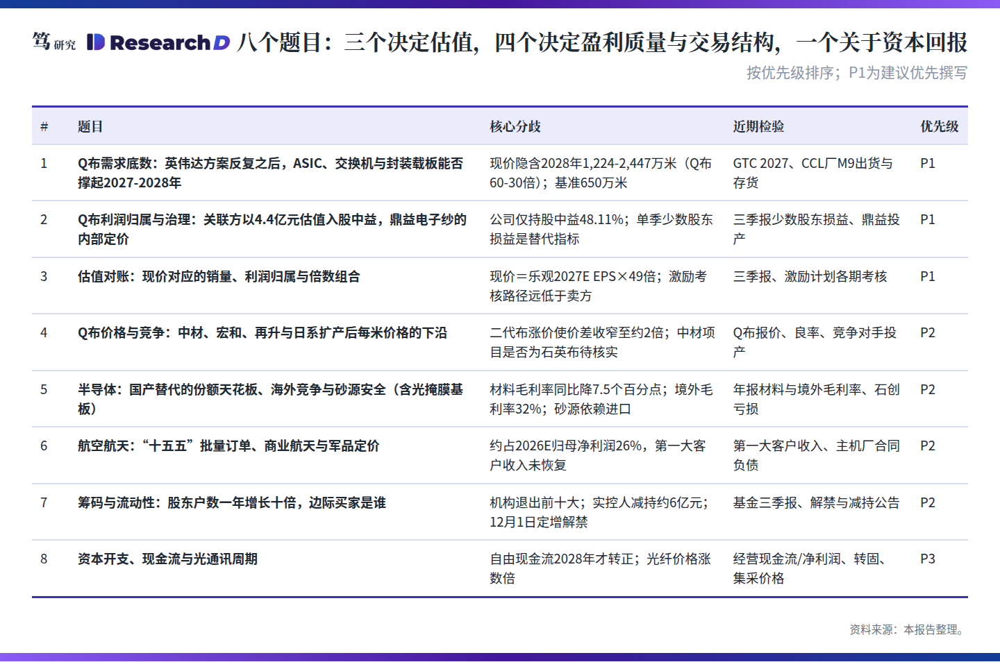 笃 研究 ResearchD 八个题目：三个决定估值，四个决定盈利质量与交易结构，一个关于资本回报
按优先级排序；P1为建议优先撰写
# 题目 核心分歧 近期检验 优先级
1 Q布需求底数：英伟达方案反复之后，ASIC、交换机与封装载板能否 现价隐含2028年1,224-2,447万米（Q布 GTC 2027、CCL厂M9出货与 P1
撑起2027-2028年 60-30倍）；基准650万米 存货
2 Q布利润归属与治理：关联方以4.4亿元估值入股中益，鼎益电子纱的 公司仅持股中益48.11%；单季少数股东 三季报少数股东损益、鼎益投 P1
内部定价 损益是替代指标 产
3 估值对账：现价对应的销量、利润归属与倍数组合 现价＝乐观2027E EPS×49倍；激励考 三季报、激励计划各期考核 P1
核路径远低于卖方
4 Q布价格与竞争：中材、宏和、再升与日系扩产后每米价格的下沿 二代布涨价使价差收窄至约2倍；中材项 Q布报价、良率、竞争对手投 P2
目是否为石英布待核实 产
5 半导体：国产替代的份额天花板、海外竞争与砂源安全（含光掩膜基 材料毛利率同比降7.5个百分点；境外毛 年报材料与境外毛利率、石创 P2
板） 利率32%；砂源依赖进口 亏损
6 航空航天：“十五五”批量订单、商业航天与军品定价 约占2026E归母净利润26%，第一大客 第一大客户收入、主机厂合同 P2
户收入未恢复 负债
7 筹码与流动性：股东户数一年增长十倍，边际买家是谁 机构退出前十大；实控人减持约6亿元； 基金三季报、解禁与减持公告 P2
12月1日定增解禁
8 资本开支、现金流与光通讯周期 自由现金流2028年才转正；光纤价格涨 经营现金流/净利润、转固、 P3
数倍 集采价格
资料来源：本报告整理。